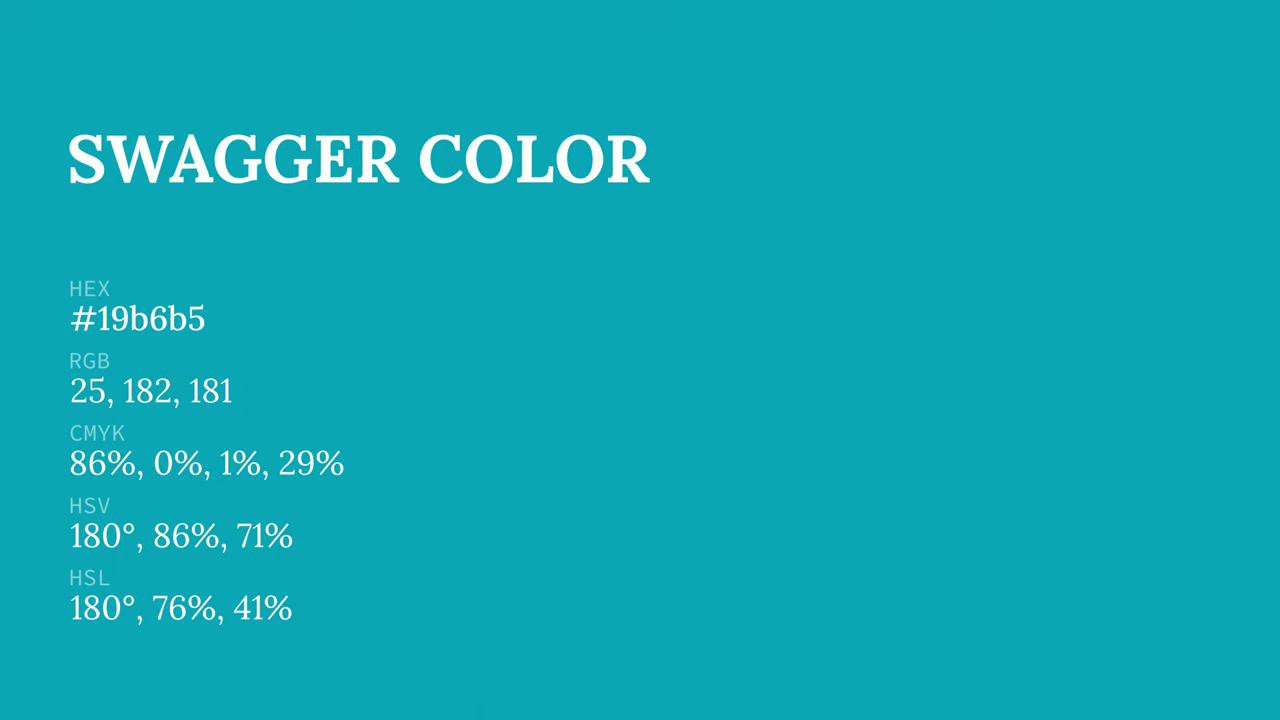 SWAGGER COLOR
HEX
#19b6b5
RGB
25, 182, 181
CMYK
86%, 0%, 1%, 29%
HSV
180°, 86%, 71%
HSL
180°, 76%, 41%